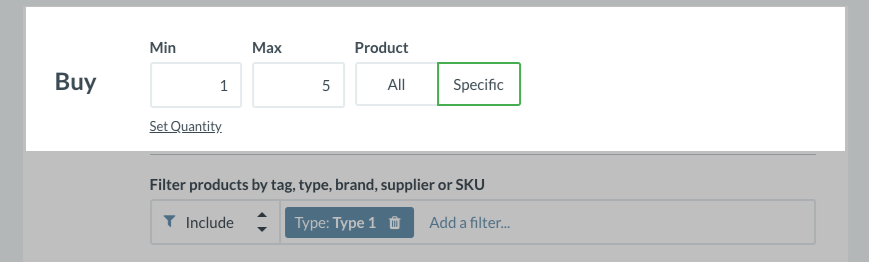 Min Max Product
Buy 1 5 All Specific
Set Quantity
Filter products by tag, type, brand, supplier or SKU
Include Type: Type 1 Add a filter...